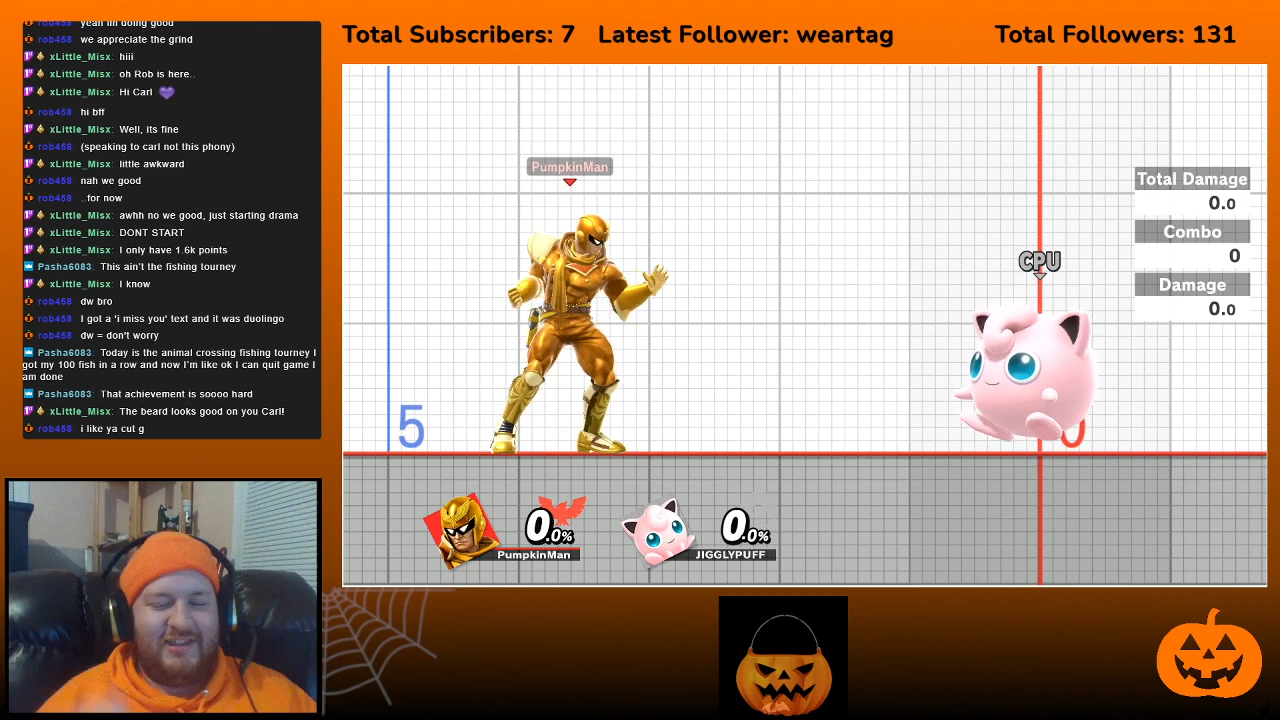 rob458 yeah im doing good
rob458 we appreciate the grind
xLittle_Misx: hiii
xLittle_Misx: oh Rob is here..
xLittle_Misx: Hi Carl
rob458 hi bff
xLittle_Misx: Well, its fine
rob458 (speaking to carl not this phony)
xLittle_Misx: little awkward
rob458 nah we good
rob458 ..for now
xLittle_Misx: awhh no we good, just starting drama
xLittle_Misx: DONT START
xLittle_Misx: I only have 1.6k points
Pasha6083: This ain't the fishing tourney
xLittle_Misx: I know
rob458 dw bro
rob458 I got a 'i miss you' text and it was duolingo
rob458 dw = don't worry
Pasha6083: Today is the animal crossing fishing tourney I
got my 100 fish in a row and now I'm like ok I can quit game I
am done
Pasha6083: That achievement is soooo hard
xLittle_Misx: The beard looks good on you Carl!
rob458 i like ya cut g
Total Subscribers: 7 Latest Follower: weartag Total Followers: 131
PumpkinMan
CPU
Total Damage
0.0
Combo
0
Damage
0.0
5
0
0.0%
PumpkinMan
0.0%
JIGGLYPUFF